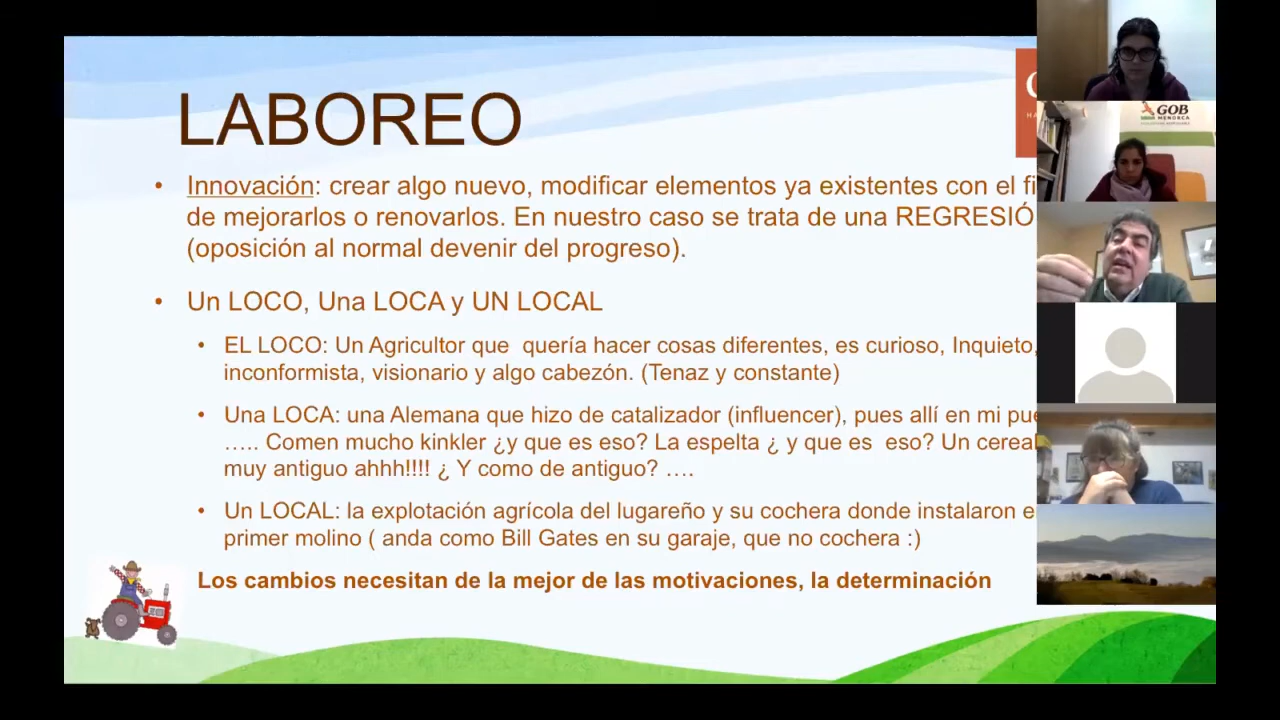 LABOREO
• Innovación: crear algo nuevo, modificar elementos ya existentes con el
de mejorarlos o renovarlos. En nuestro caso se trata de una REGRESIÓ
(oposición al normal devenir del progreso).
• Un LOCO, Una LOCA y UN LOCAL
• EL LOCO: Un Agricultor que quería hacer cosas diferentes, es curioso, Inquieto,
inconformista, visionario y algo cabezón. (Tenaz y constante)
• Una LOCA: una Alemana que hizo de catalizador (influencer), pues allí en mi
….. Comen mucho kinkler ¿y que es eso? La espelta ¿ y que es eso? Un cereal
muy antiguo ahhh!!!! ¿ Y como de antiguo? ….
• Un LOCAL: la explotación agrícola del lugareño y su cochera donde instalaron
primer molino ( anda como Bill Gates en su garaje, que no cochera :)
Los cambios necesitan de la mejor de las motivaciones, la determinación
GOB
MENORCA